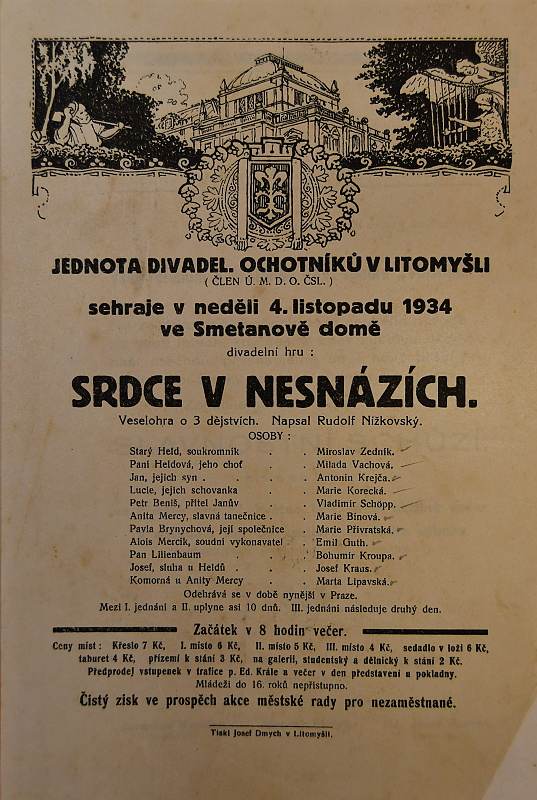 JEDNOTA DIVADEL. OCHOTNÍKŮ V LITOMYŠLI
( ČLEN Ú. M. D. O. ČSL. )
sehraje v neděli 4. listopadu 1934
ve Smetanově domě
divadelní hru :
SRDCE V NESNÁZÍCH.
Veselohra o 3 dějstvích. Napsal Rudolf Nížkovský.
OSOBY :
Starý Held, soukromník . . Miroslav Zedník.
Paní Heldová, jeho choť . . Milada Vachová.
Jan, jejich syn . . . Antonín Krejča.
Lucie, jejich schovanka . . Marie Korecká.
Petr Beniš, přítel Janův . . Vladimír Schöpp.
Anita Mercy, slavná tanečnice . . Marie Binová.
Pavla Brynychová, její společnice . Marie Přívratská.
Alois Mercík, soudní vykonavatel . Emil Guth.
Pan Lilienbaum . . Bohumír Kroupa.
Josef, sluha u Heldů . . Josef Kraus.
Komorná u Anity Mercy . . Marta Lipavská.
Odehrává se v době nynější v Praze.
Mezi I. jednání a II. uplyne asi 10 dnů. III. jednání následuje druhý den.
Začátek v 8 hodin večer.
Ceny míst : Křeslo 7 Kč, I. místo 6 Kč, II. místo 5 Kč, III. místo 4 Kč, sedadlo v loži 6 Kč,
taburet 4 Kč, přízemí k stání 3 Kč, na galerii, studentský a dělnický k stání 2 Kč.
Předprodej vstupenek v trafice p. Ed. Krále a večer v den představení u pokladny.
Mládeži do 16. roků nepřístupno.
Čistý zisk ve prospěch akce městské rady pro nezaměstnané.
Tiskl Josef Dmych v Litomyšli.